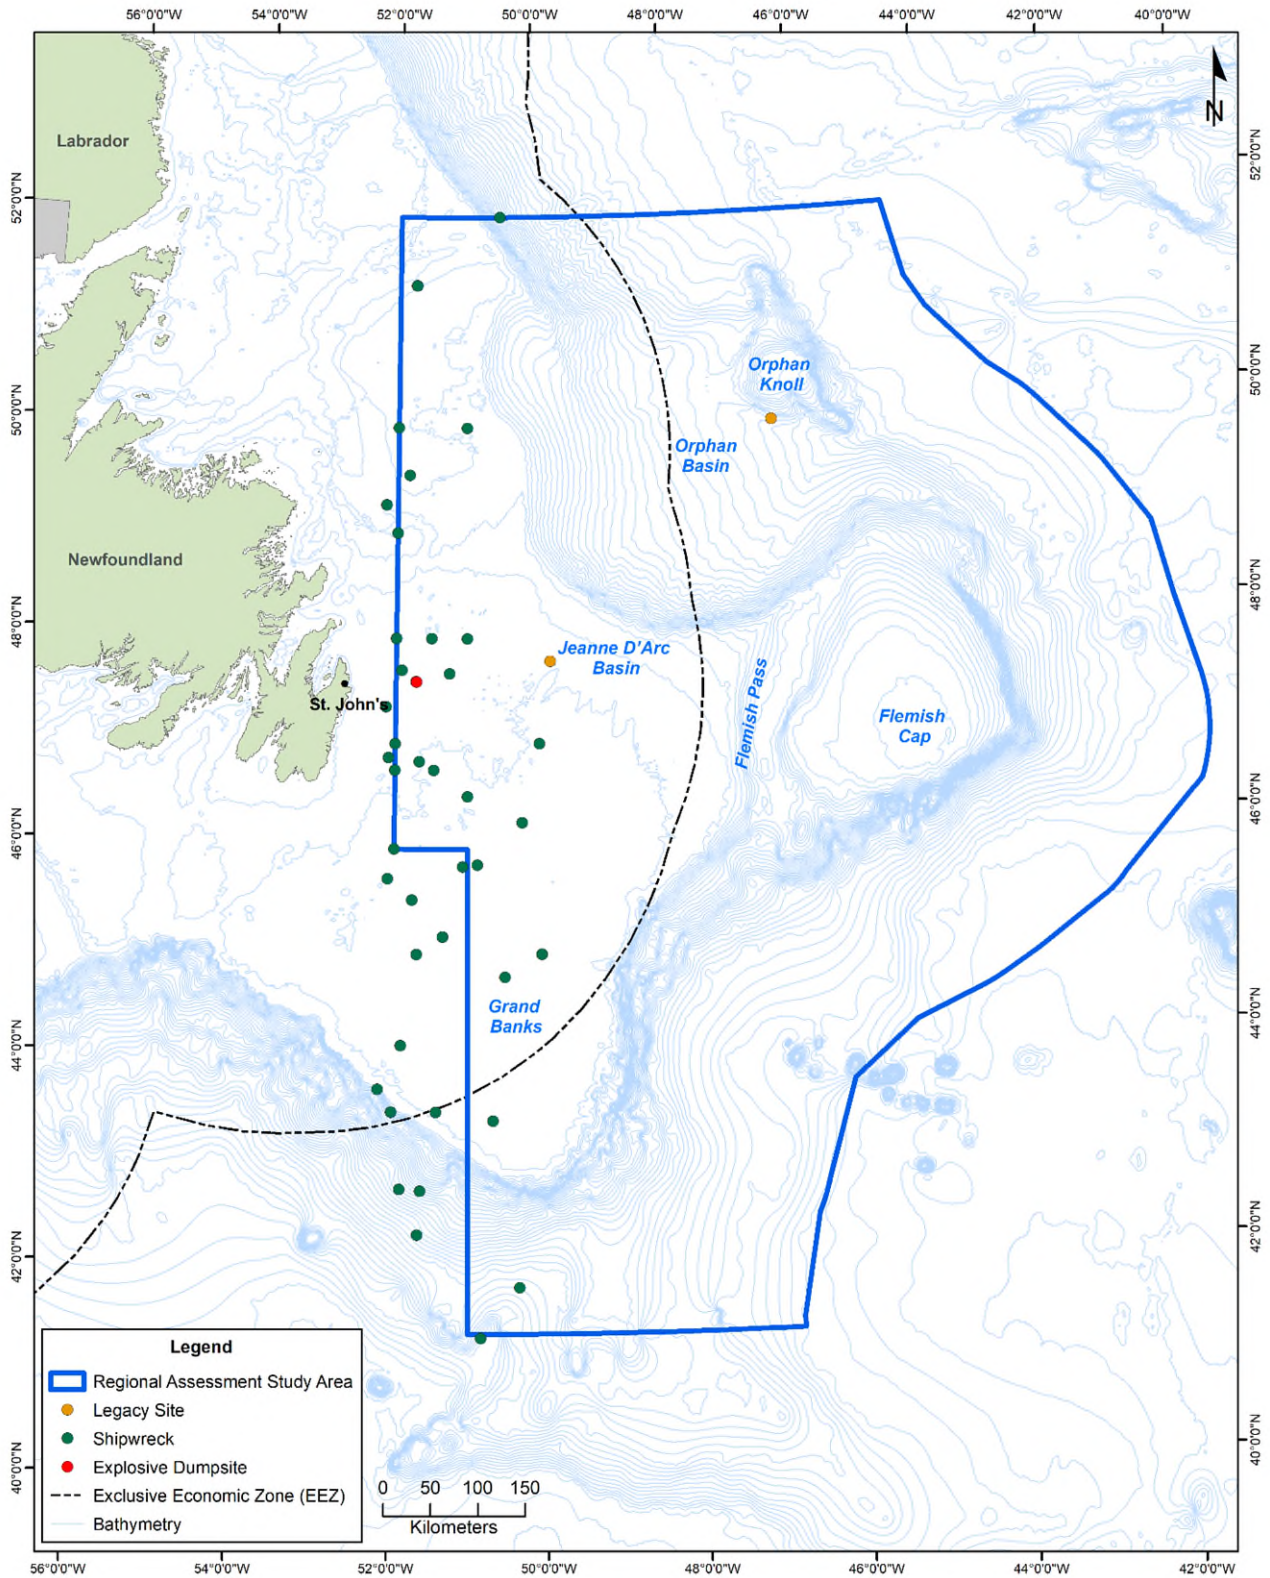 56°0'0"W 54°0'0"W 52°0'0"W 50°0'0"W 48°0'0"W 46°0'0"W 44°0'0"W 42°0'0"W 40°0'0"W
N
Labrador
52°0'0"N
52°0'0"N
Orphan
Knoll
50°0'0"N
50°0'0"N
Orphan
Basin
Newfoundland
48°0'0"N
48°0'0"N
Jeanne D'Arc
Basin
Flemish Pass
St. John's
Flemish
Cap
46°0'0"N
46°0'0"N
Grand
Banks
44°0'0"N
44°0'0"N
42°0'0"N
42°0'0"N
Legend
Regional Assessment Study Area
Legacy Site
Shipwreck
Explosive Dumpsite
Exclusive Economic Zone (EEZ)
Bathymetry
0 50 100 150
Kilometers
40°0'0"N
40°0'0"N
56°0'0"W 54°0'0"W 52°0'0"W 50°0'0"W 48°0'0"W 46°0'0"W 44°0'0"W 42°0'0"W